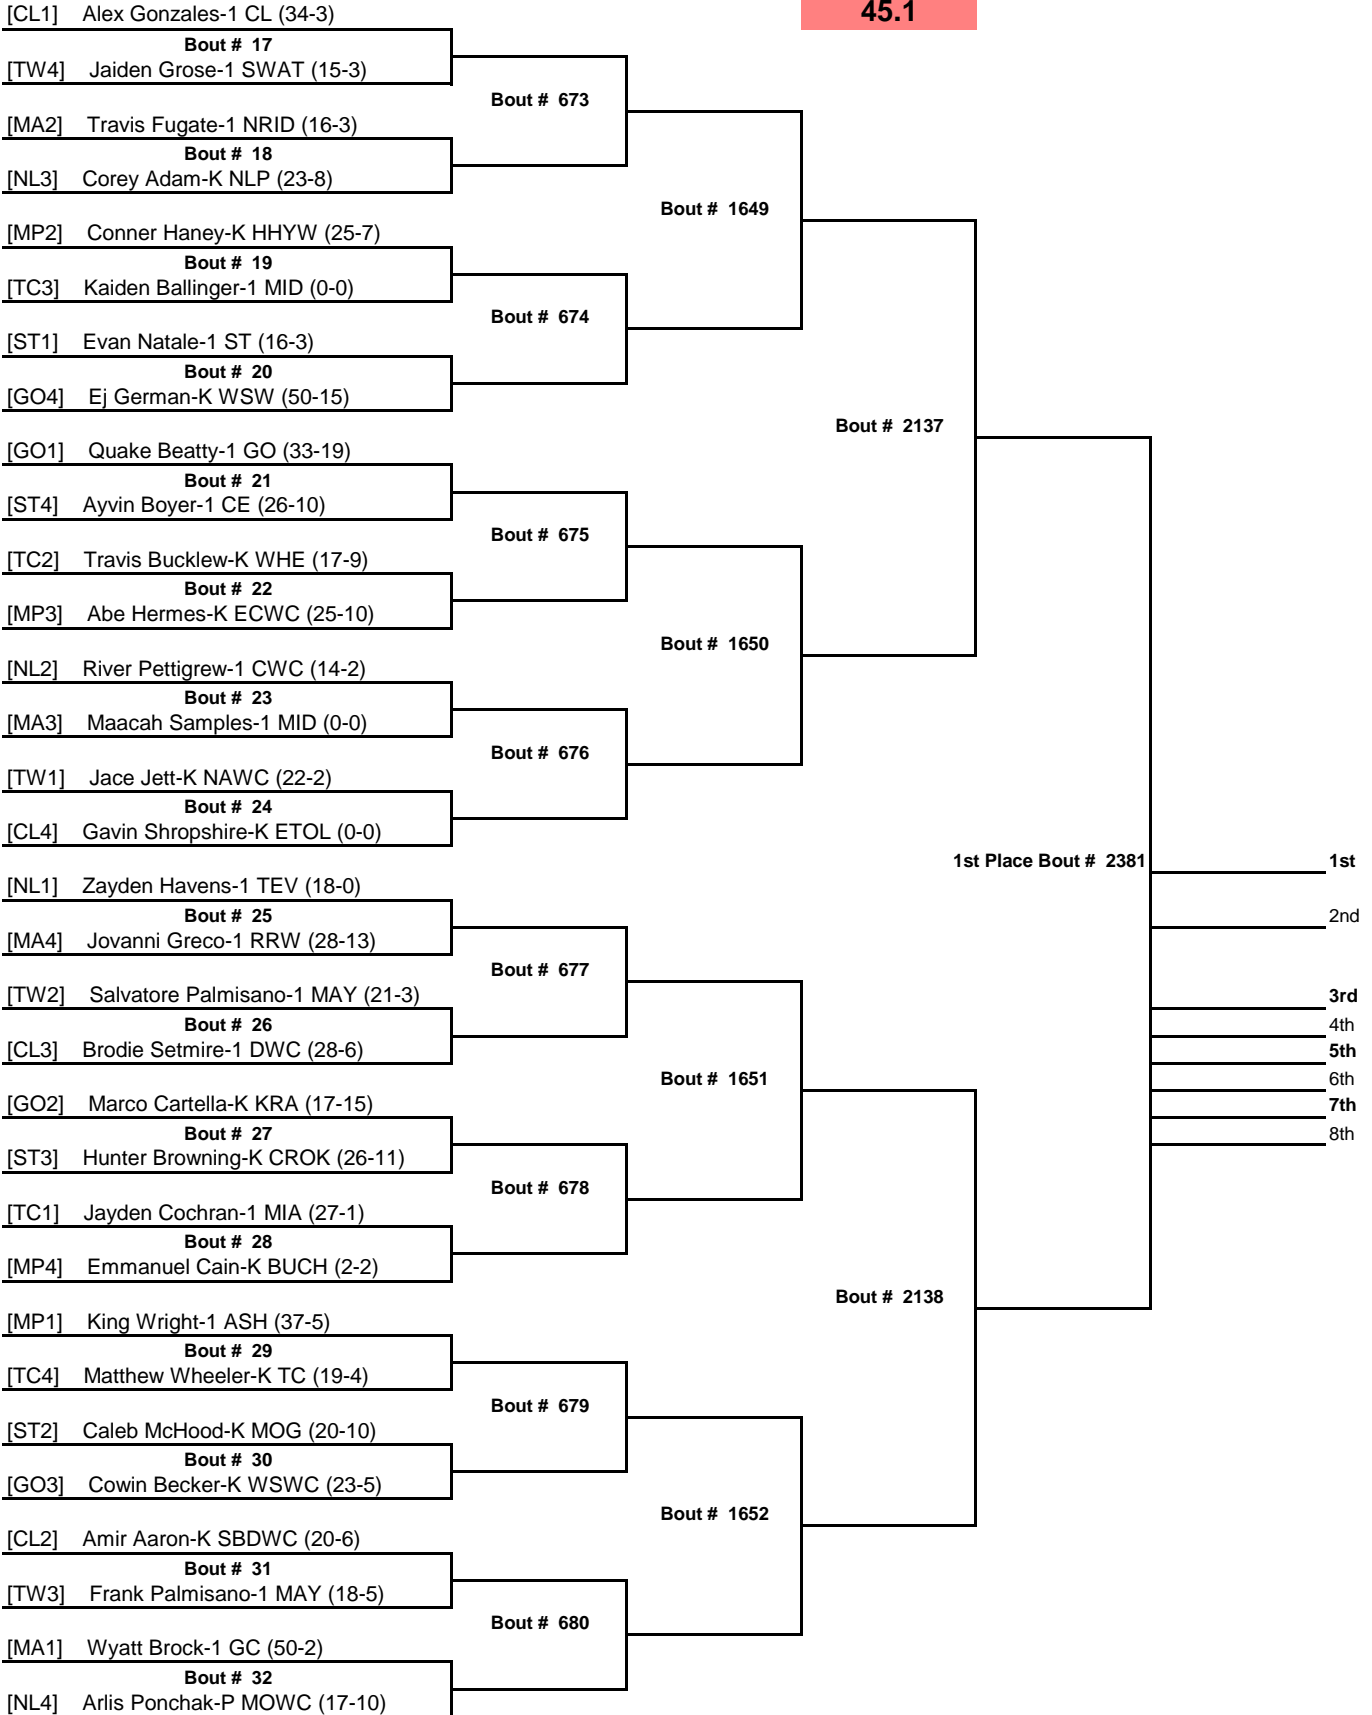 [CL1] Alex Gonzales-1 CL (34-3)
45.1
Bout # 17
[TW4] Jaiden Grose-1 SWAT (15-3)
Bout # 673
[MA2] Travis Fugate-1 NRID (16-3)
Bout # 18
[NL3] Corey Adam-K NLP (23-8)
Bout # 1649
[MP2] Conner Haney-K HHYW (25-7)
Bout # 19
[TC3] Kaiden Ballinger-1 MID (0-0)
Bout # 674
[ST1] Evan Natale-1 ST (16-3)
Bout # 20
[GO4] Ej German-K WSW (50-15)
Bout # 2137
[GO1] Quake Beatty-1 GO (33-19)
Bout # 21
[ST4] Ayvin Boyer-1 CE (26-10)
Bout # 675
[TC2] Travis Bucklew-K WHE (17-9)
Bout # 22
[MP3] Abe Hermes-K ECWC (25-10)
Bout # 1650
[NL2] River Pettigrew-1 CWC (14-2)
Bout # 23
[MA3] Maacah Samples-1 MID (0-0)
Bout # 676
[TW1] Jace Jett-K NAWC (22-2)
Bout # 24
[CL4] Gavin Shropshire-K ETOL (0-0)
1st Place Bout # 2381
1st
[NL1] Zayden Havens-1 TEV (18-0)
Bout # 25
2nd
[MA4] Jovanni Greco-1 RRW (28-13)
Bout # 677
[TW2] Salvatore Palmisano-1 MAY (21-3)
3rd
Bout # 26
4th
[CL3] Brodie Setmire-1 DWC (28-6)
5th
Bout # 1651
6th
[GO2] Marco Cartella-K KRA (17-15)
7th
Bout # 27
8th
[ST3] Hunter Browning-K CROK (26-11)
Bout # 678
[TC1] Jayden Cochran-1 MIA (27-1)
Bout # 28
[MP4] Emmanuel Cain-K BUCH (2-2)
Bout # 2138
[MP1] King Wright-1 ASH (37-5)
Bout # 29
[TC4] Matthew Wheeler-K TC (19-4)
Bout # 679
[ST2] Caleb McHood-K MOG (20-10)
Bout # 30
[GO3] Cowin Becker-K WSWC (23-5)
Bout # 1652
[CL2] Amir Aaron-K SBDWC (20-6)
Bout # 31
[TW3] Frank Palmisano-1 MAY (18-5)
Bout # 680
[MA1] Wyatt Brock-1 GC (50-2)
Bout # 32
[NL4] Arlis Ponchak-P MOWC (17-10)